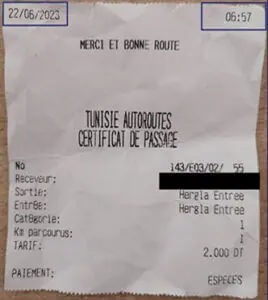 22/06/2023 06:57
MERCI ET BONNE ROUTE
TUNISIE AUTOROUTES
CERTIFICAT DE PASSAGE
No 143/E03/02/ 55
Receveur:
Sortie: Hergla Entree
Entrée: Hergla Entree
Catégorie: 1
Km parcourus: 1
TARIF: 2.000 DT
PAIEMENT: ESPECES